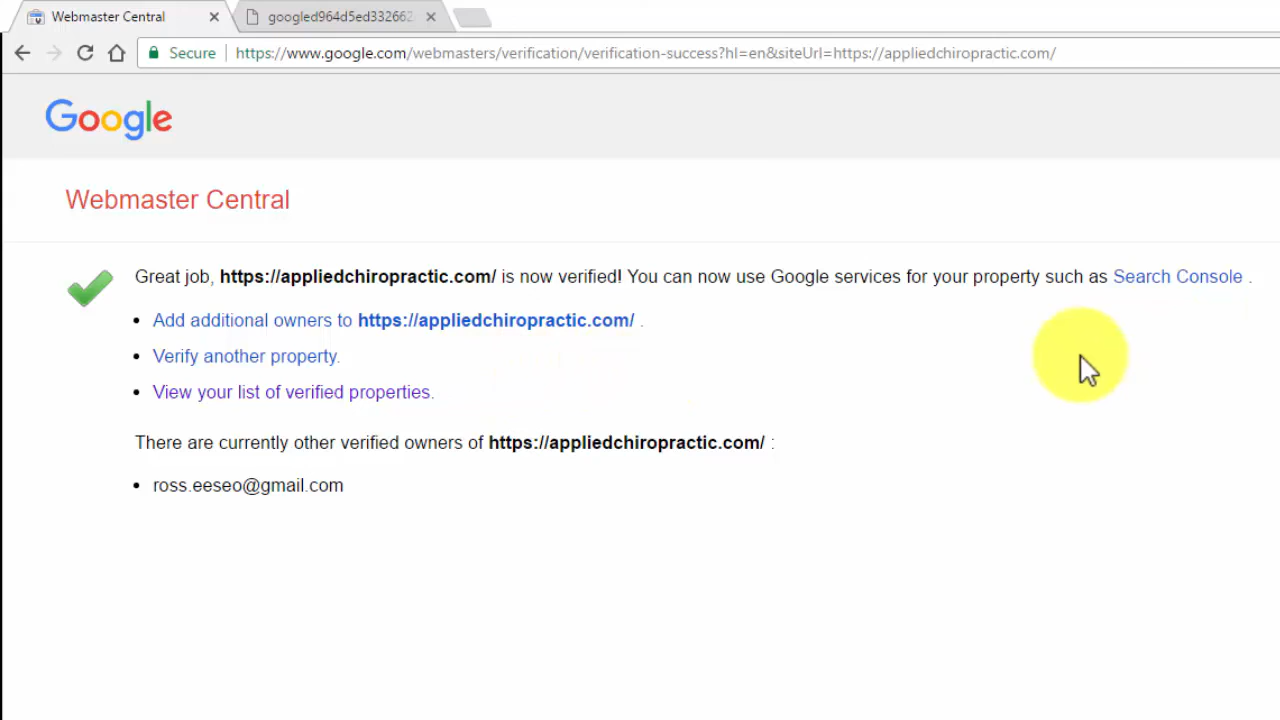 Webmaster Central
googled964d5ed332662
Secure https://www.google.com/webmasters/verification/verification-success?hl=en&siteUrl=https://appliedchiropractic.com/
Google
Webmaster Central
Great job, https://appliedchiropractic.com/ is now verified! You can now use Google services for your property such as Search Console .
• Add additional owners to https://appliedchiropractic.com/ .
• Verify another property.
• View your list of verified properties.
There are currently other verified owners of https://appliedchiropractic.com/ :
• ross.eeseo@gmail.com